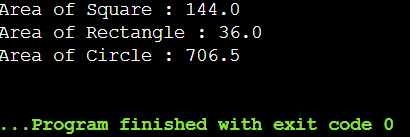 Area of Square : 144.0
Area of Rectangle : 36.0
Area of Circle : 706.5
...Program finished with exit code 0